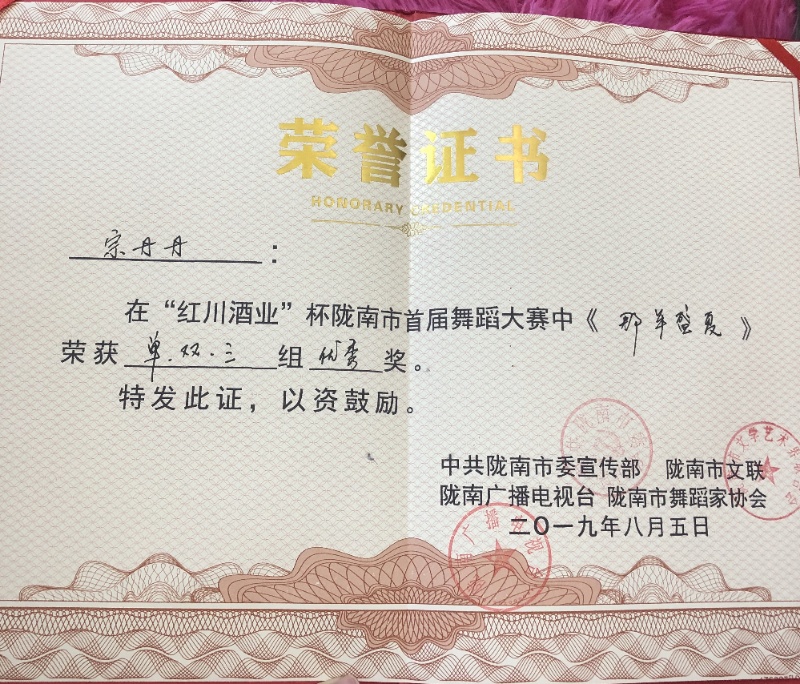 荣誉证书
HONORARY CREDENTIAL
宗丹丹：
在“红川酒业”杯陇南市首届舞蹈大赛中《那年盛夏》
荣获单.双.三组优秀奖。
特发此证，以资鼓励。
中共陇南市委宣传部 陇南市文联
陇南广播电视台 陇南市舞蹈家协会
二〇一九年八月五日